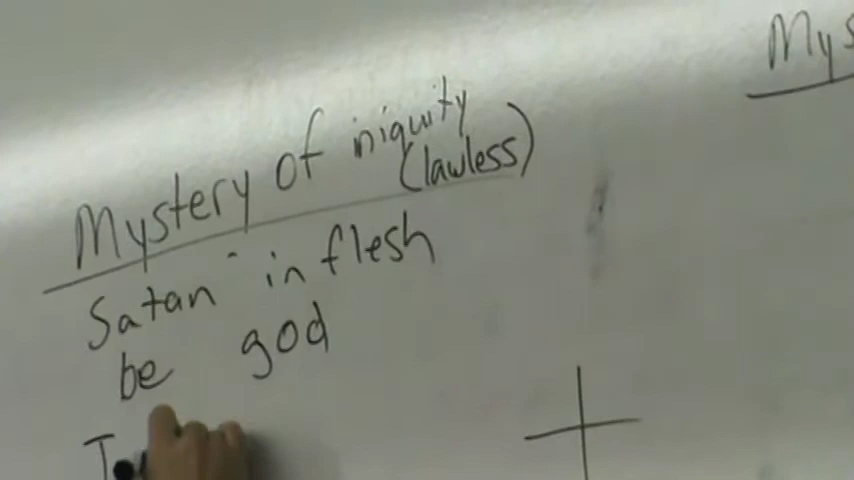 Mystery of iniquity
(lawless)
Satan in flesh
be god
Mys